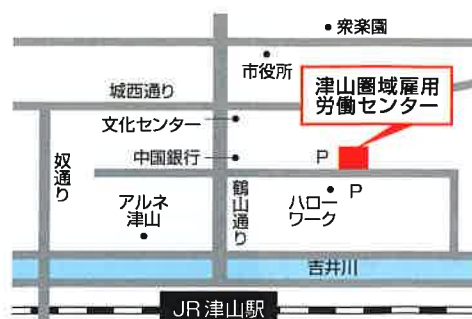 衆楽園
市役所
津山圏域雇用
労働センター
城西通り
文化センター
中国銀行
P
奴通り
アルネ
津山
鶴山通り
ハロー
ワーク
P
吉井川
JR津山駅